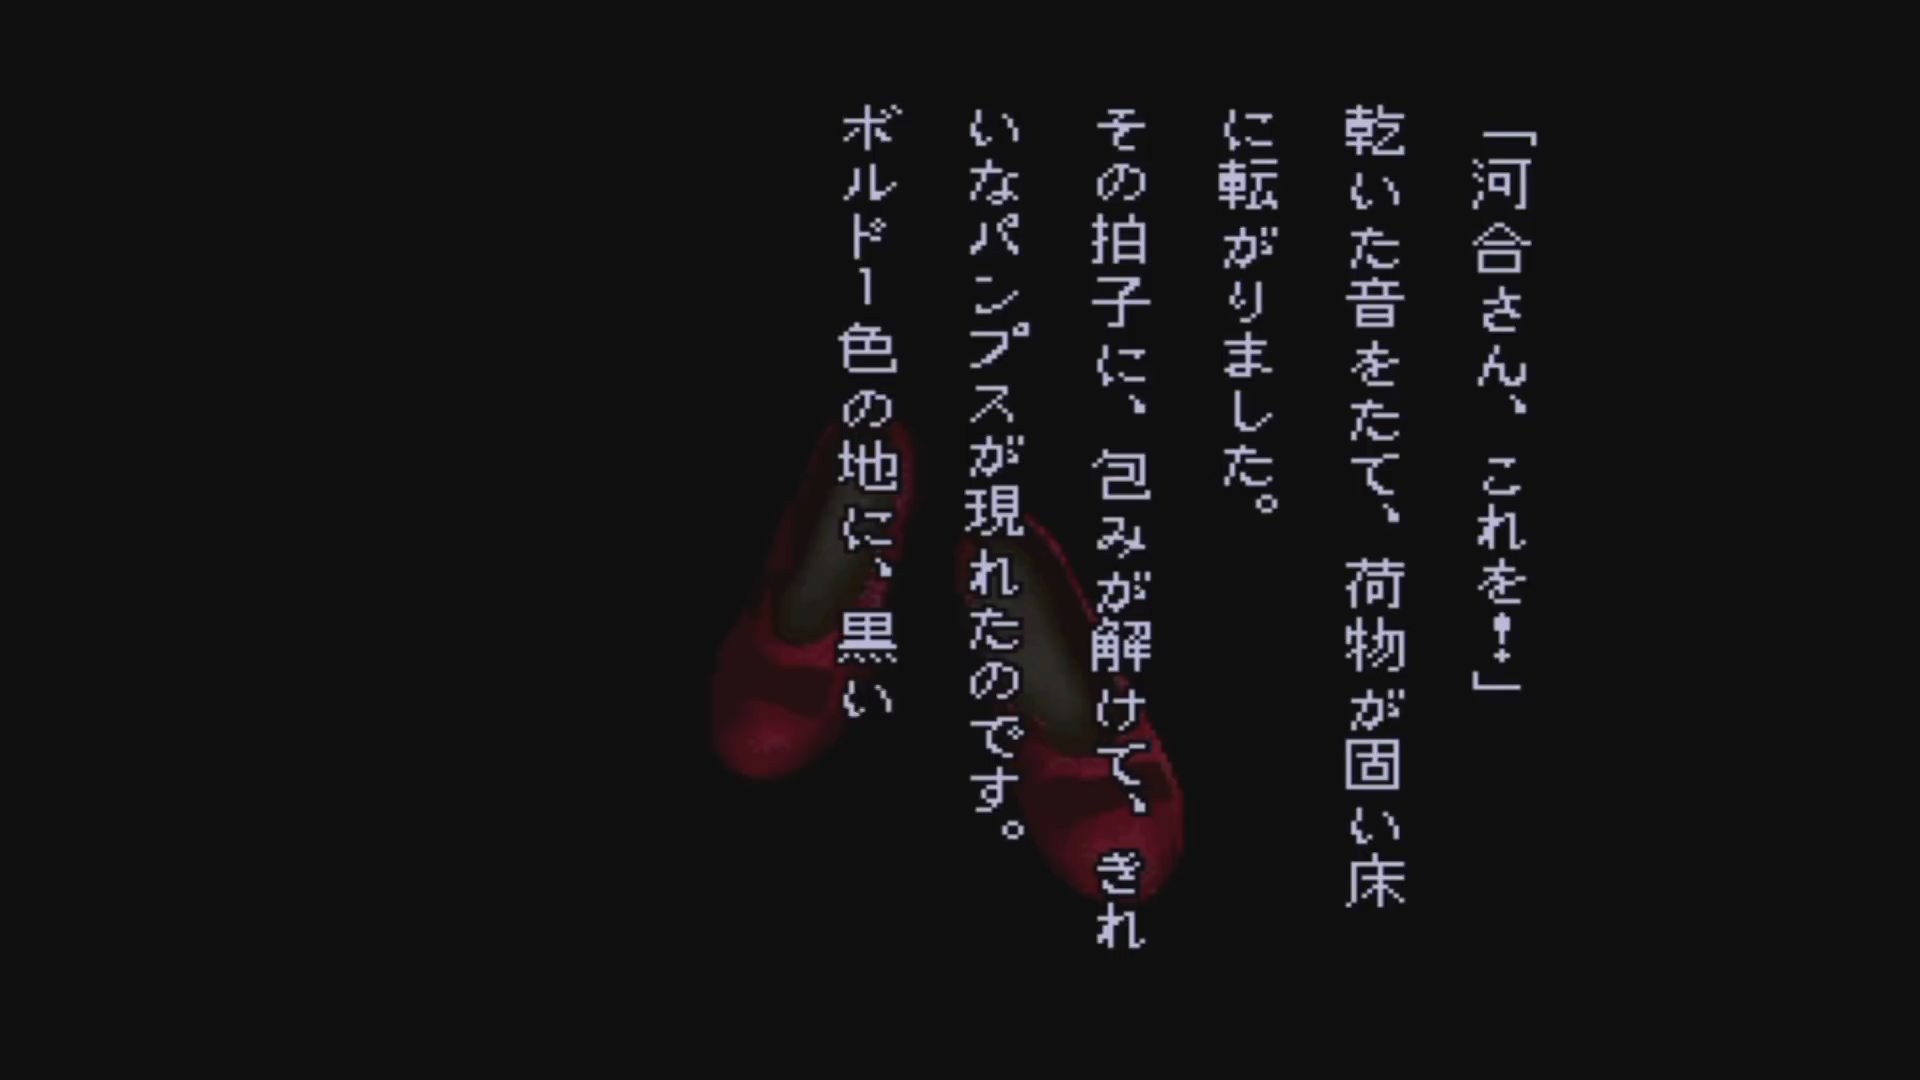 「河合さん、これを！」
乾いた音をたて、荷物が固い床
に転がりました。
その拍子に、包みが解けて、きれ
いなパンプスが現れたのです。
ボルドー色の地に、黒い